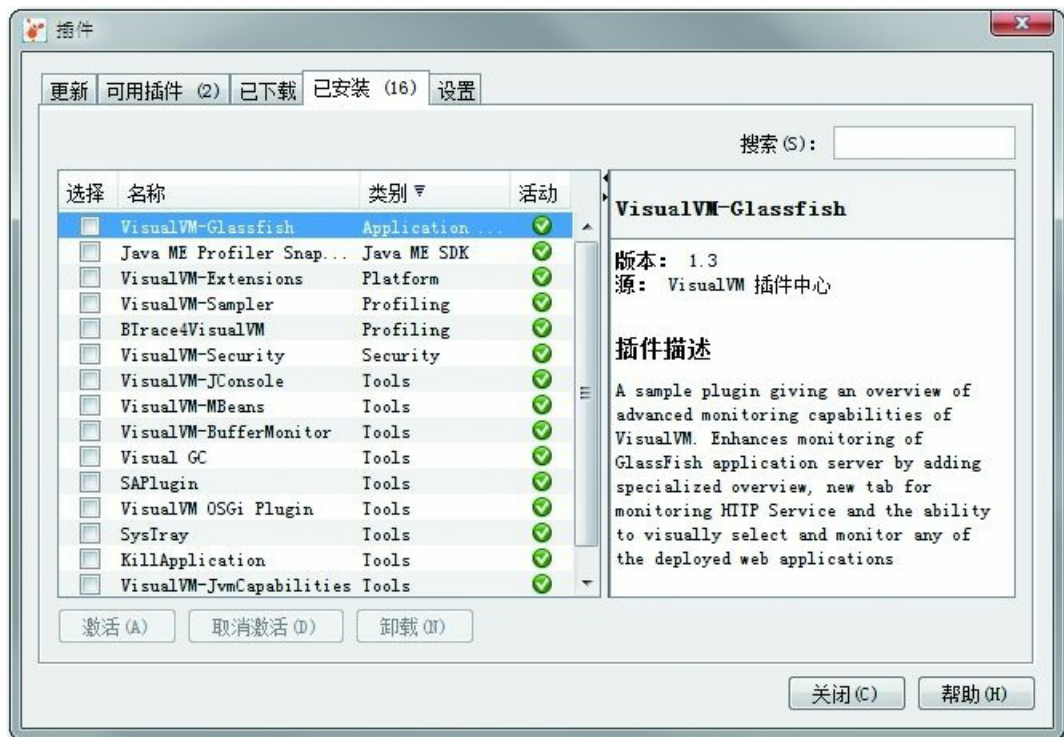 插件
更新 可用插件 (2) 已下载 已安装 (16) 设置
搜索(S):
选择 名称 类别 活动
VisualVM-Glassfish Application ...
Java ME Profiler Snap... Java ME SDK
VisualVM-Extensions Platform
VisualVM-Sampler Profiling
BTrace4VisualVM Profiling
VisualVM-Security Security
VisualVM-JConsole Tools
VisualVM-MBeans Tools
VisualVM-BufferMonitor Tools
Visual GC Tools
SAPlugin Tools
VisualVM OSGi Plugin Tools
SysTray Tools
KillApplication Tools
VisualVM-JvmCapabilities Tools
VisualVM-Glassfish
版本: 1.3
源: VisualVM 插件中心
插件描述
A sample plugin giving an overview of
advanced monitoring capabilities of
VisualVM. Enhances monitoring of
GlassFish application server by adding
specialized overview, new tab for
monitoring HTTP Service and the ability
to visually select and monitor any of
the deployed web applications
激活(A) 取消激活(D) 卸载(N)
关闭(C) 帮助(H)